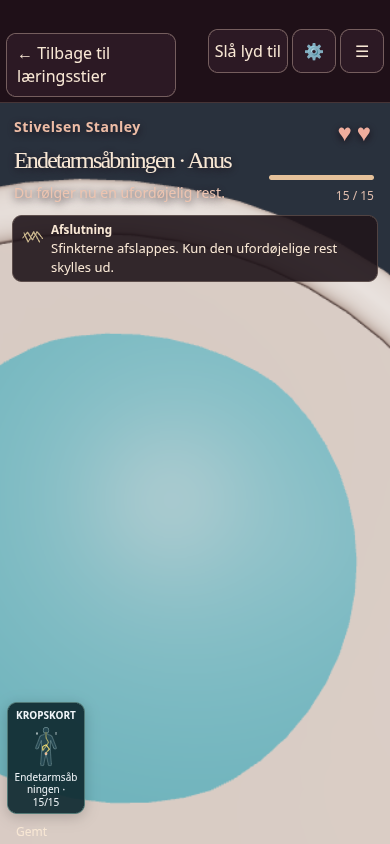 ← Tilbage til
læringsstier
Slå lyd til
Stivelsen Stanley
Endetarmsåbningen · Anus
Du følger nu en ufordøjelig rest.
15 / 15
Afslutning
Sfinkterne afslappes. Kun den ufordøjelige rest
skylles ud.
KROPSKORT
Endetarmsåb
ningen ·
15/15
Gemt